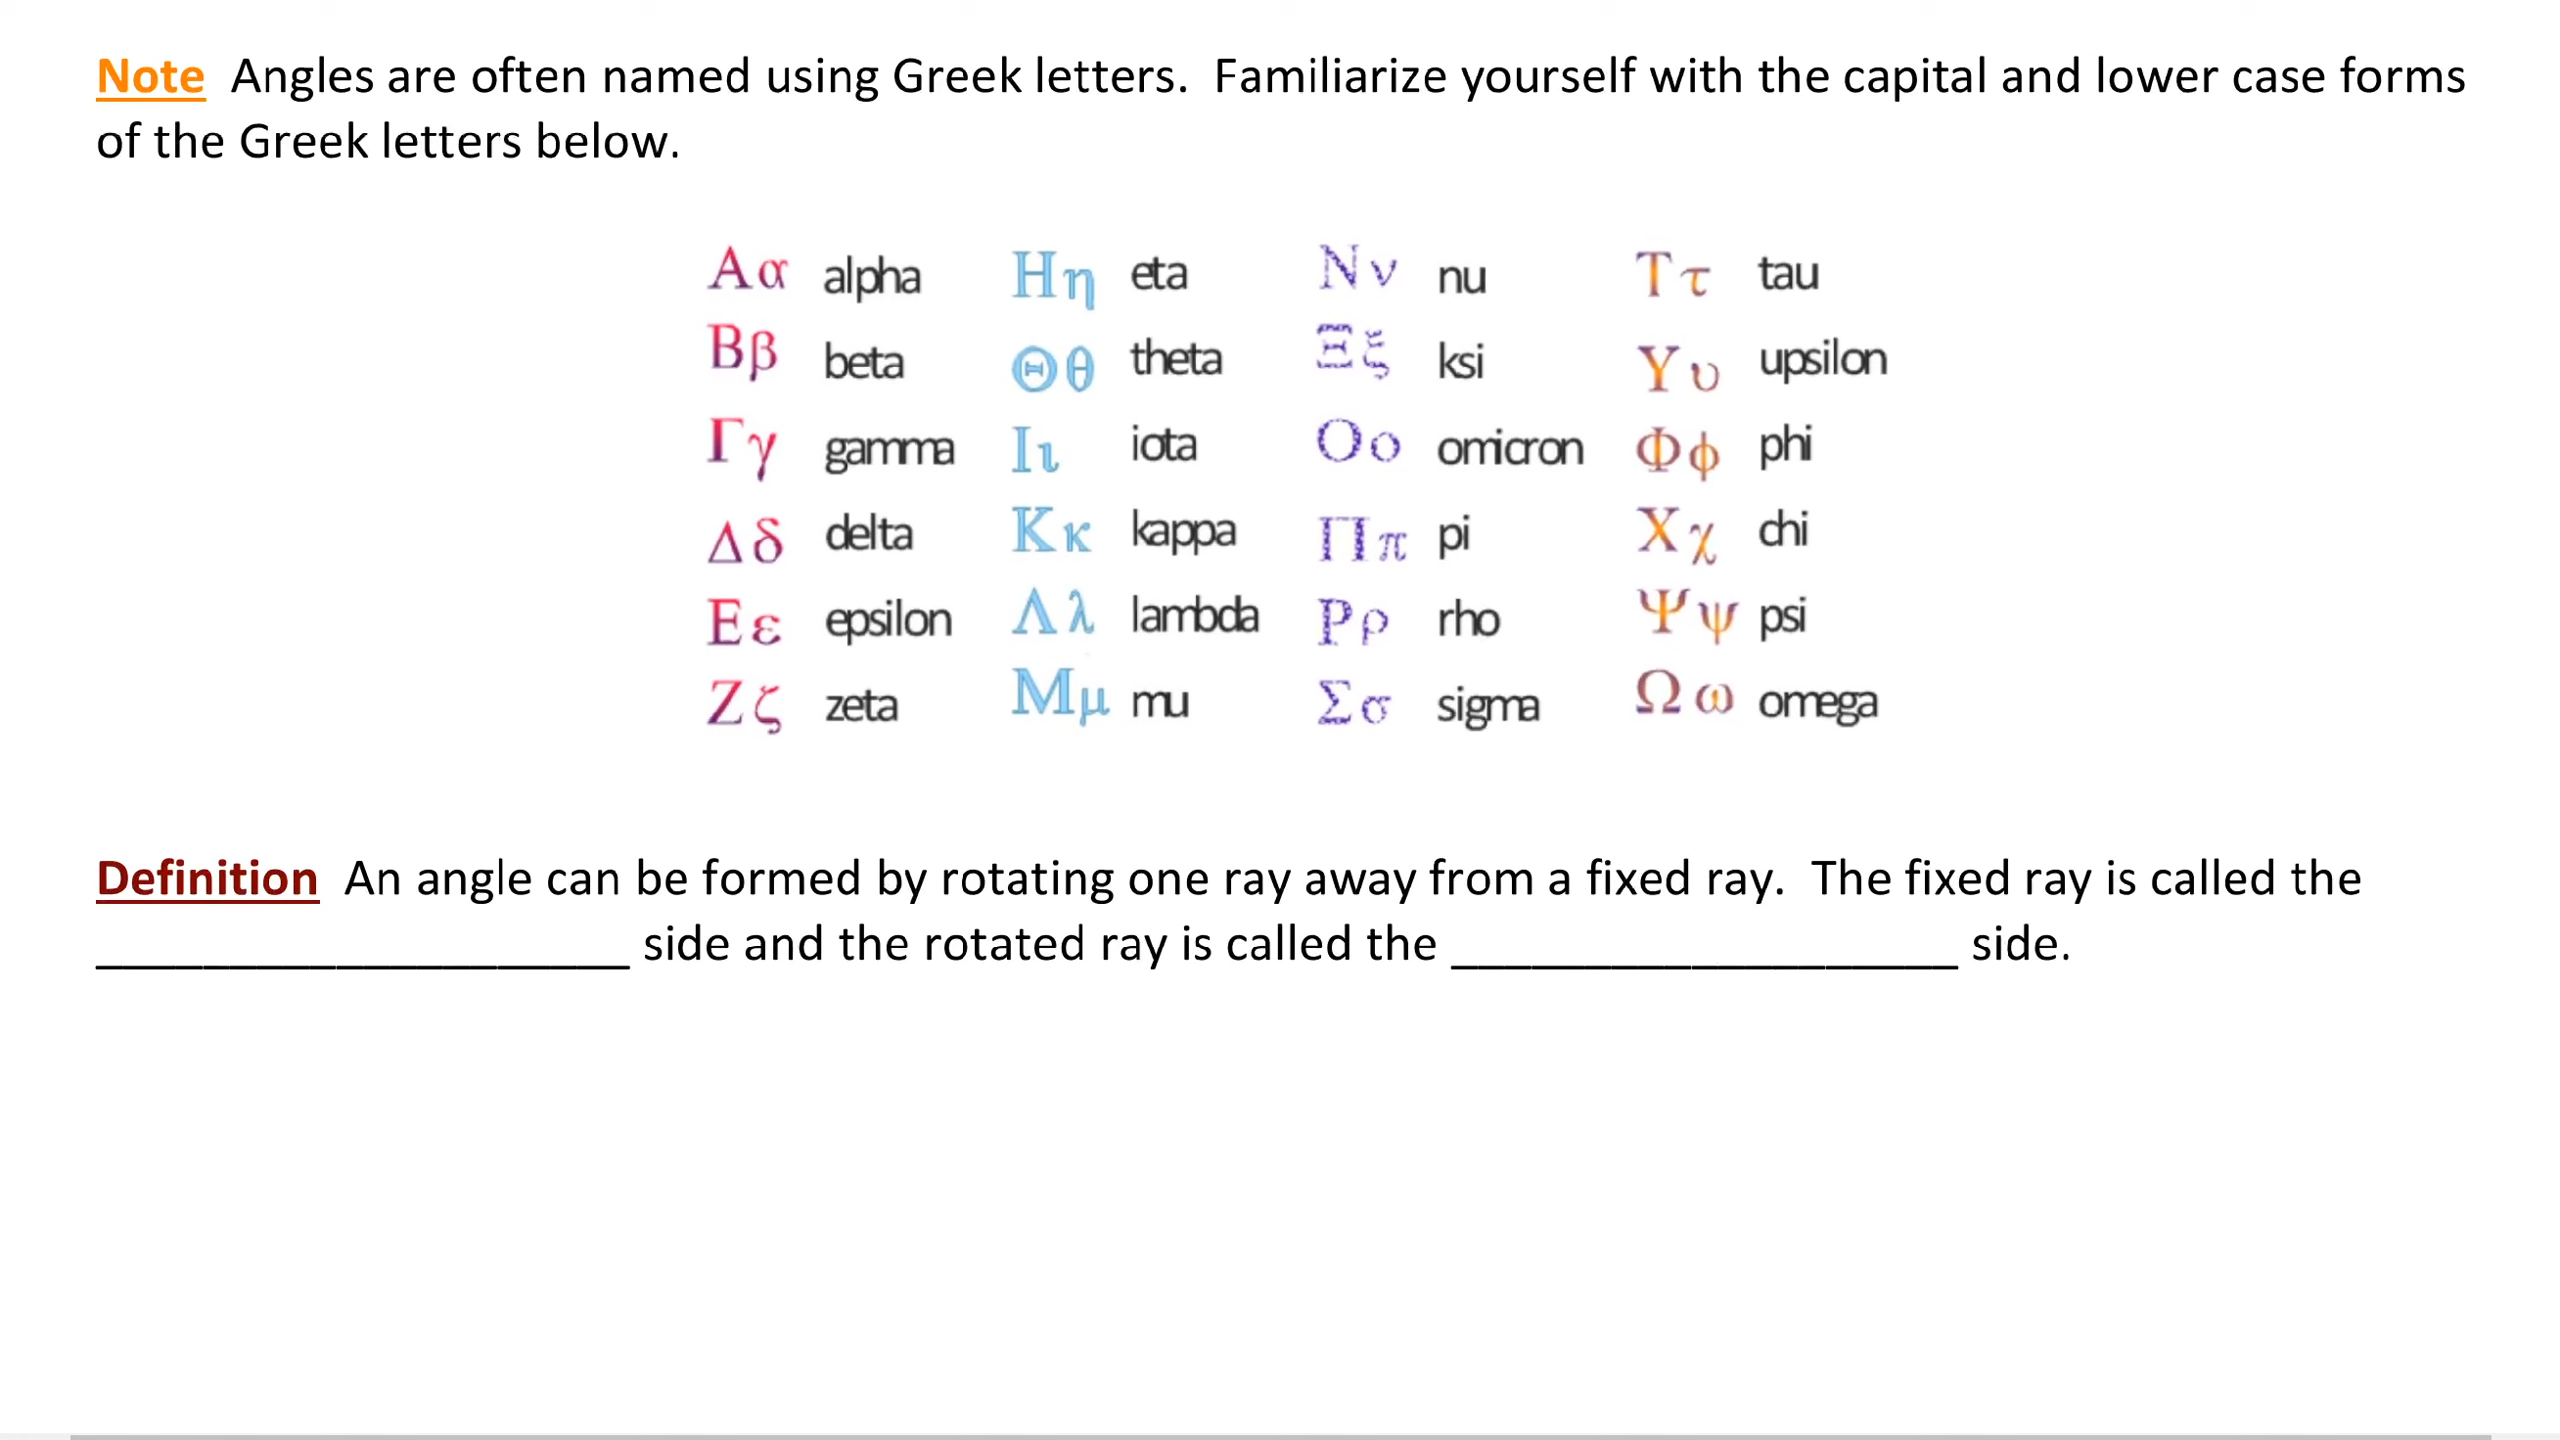 Note  Angles are often named using Greek letters.  Familiarize yourself with the capital and lower case forms
of the Greek letters below.
Αα alpha Ηη eta Νν nu Ττ tau
Ββ beta Θθ theta Ξξ ksi Υυ upsilon
Γγ gamma Ιι iota Οο omicron Φϕ phi
Δδ delta Κκ kappa Ππ pi Χχ chi
Εε epsilon Λλ lambda Ρρ rho Ψψ psi
Ζζ zeta Μμ mu Σσ sigma Ωω omega
Definition  An angle can be formed by rotating one ray away from a fixed ray.  The fixed ray is called the
____________________ side and the rotated ray is called the ___________________ side.